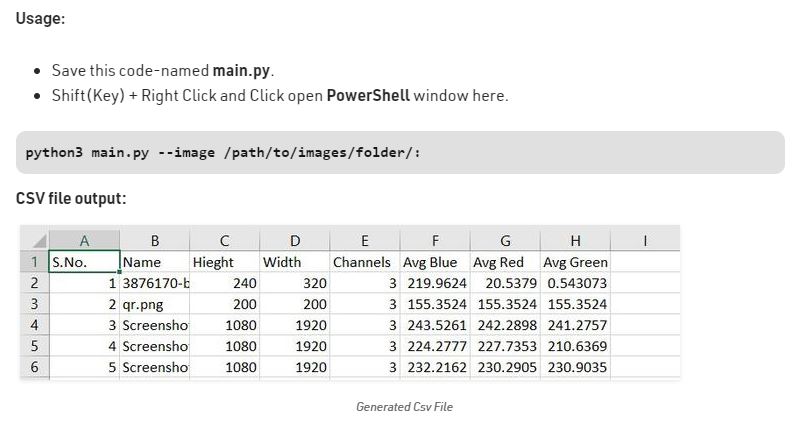 Usage:
Save this code-named main.py.
Shift(Key) + Right Click and Click open PowerShell window here.
python3 main.py --image /path/to/images/folder/:
CSV file output:
A B C D E F G H I
1 S.No. Name Hieght Width Channels Avg Blue Avg Red Avg Green
2 1 3876170-b 240 320 3 219.9624 20.5379 0.543073
3 2 qr.png 200 200 3 155.3524 155.3524 155.3524
4 3 Screensho 1080 1920 3 243.5261 242.2898 241.2757
5 4 Screensho 1080 1920 3 224.2777 227.7353 210.6369
6 5 Screensho 1080 1920 3 232.2162 230.2905 230.9035
Generated Csv File